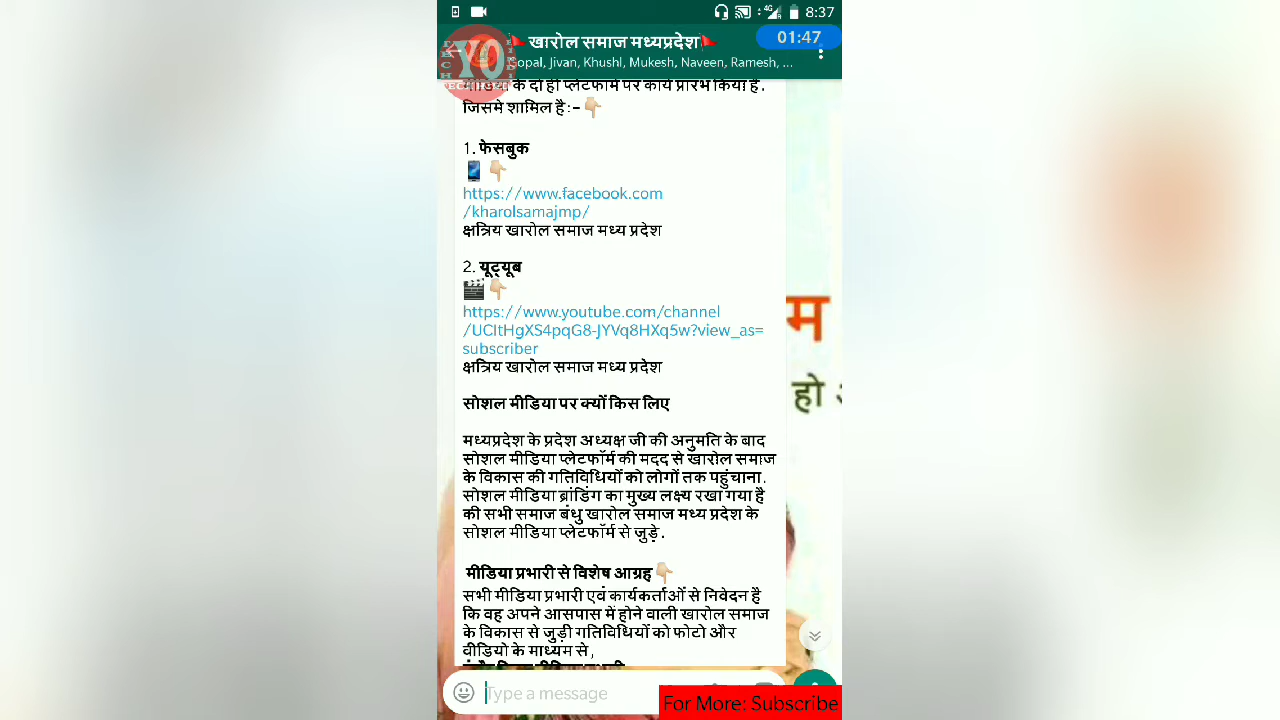 8:37
खारोल समाज मध्यप्रदेश
01:47
Gopal, Jivan, Khushl, Mukesh, Naveen, Ramesh, ...
YO
मीडिया के दो ही प्लेटफार्म पर कार्य प्रारंभ किया है.
जिसमे शामिल है:-
1. फेसबुक
https://www.facebook.com
/kharolsamajmp/
क्षत्रिय खारोल समाज मध्य प्रदेश
2. यूट्यूब
https://www.youtube.com/channel
/UCItHgXS4pqG8-JYVq8HXq5w?view_as=
subscriber
क्षत्रिय खारोल समाज मध्य प्रदेश
सोशल मीडिया पर क्यों किस लिए
मध्यप्रदेश के प्रदेश अध्यक्ष जी की अनुमति के बाद
सोशल मीडिया प्लेटफॉर्म की मदद से खारोल समाज
के विकास की गतिविधियों को लोगों तक पहुंचाना.
सोशल मीडिया ब्रांडिंग का मुख्य लक्ष्य रखा गया है
की सभी समाज बंधु खारोल समाज मध्य प्रदेश के
सोशल मीडिया प्लेटफॉर्म से जुड़े.
मीडिया प्रभारी से विशेष आग्रह
सभी मीडिया प्रभारी एवं कार्यकर्ताओं से निवेदन है
कि वह अपने आसपास में होने वाली खारोल समाज
के विकास से जुड़ी गतिविधियों को फोटो और
वीडियो के माध्यम से,
हो
Type a message
For More: Subscribe